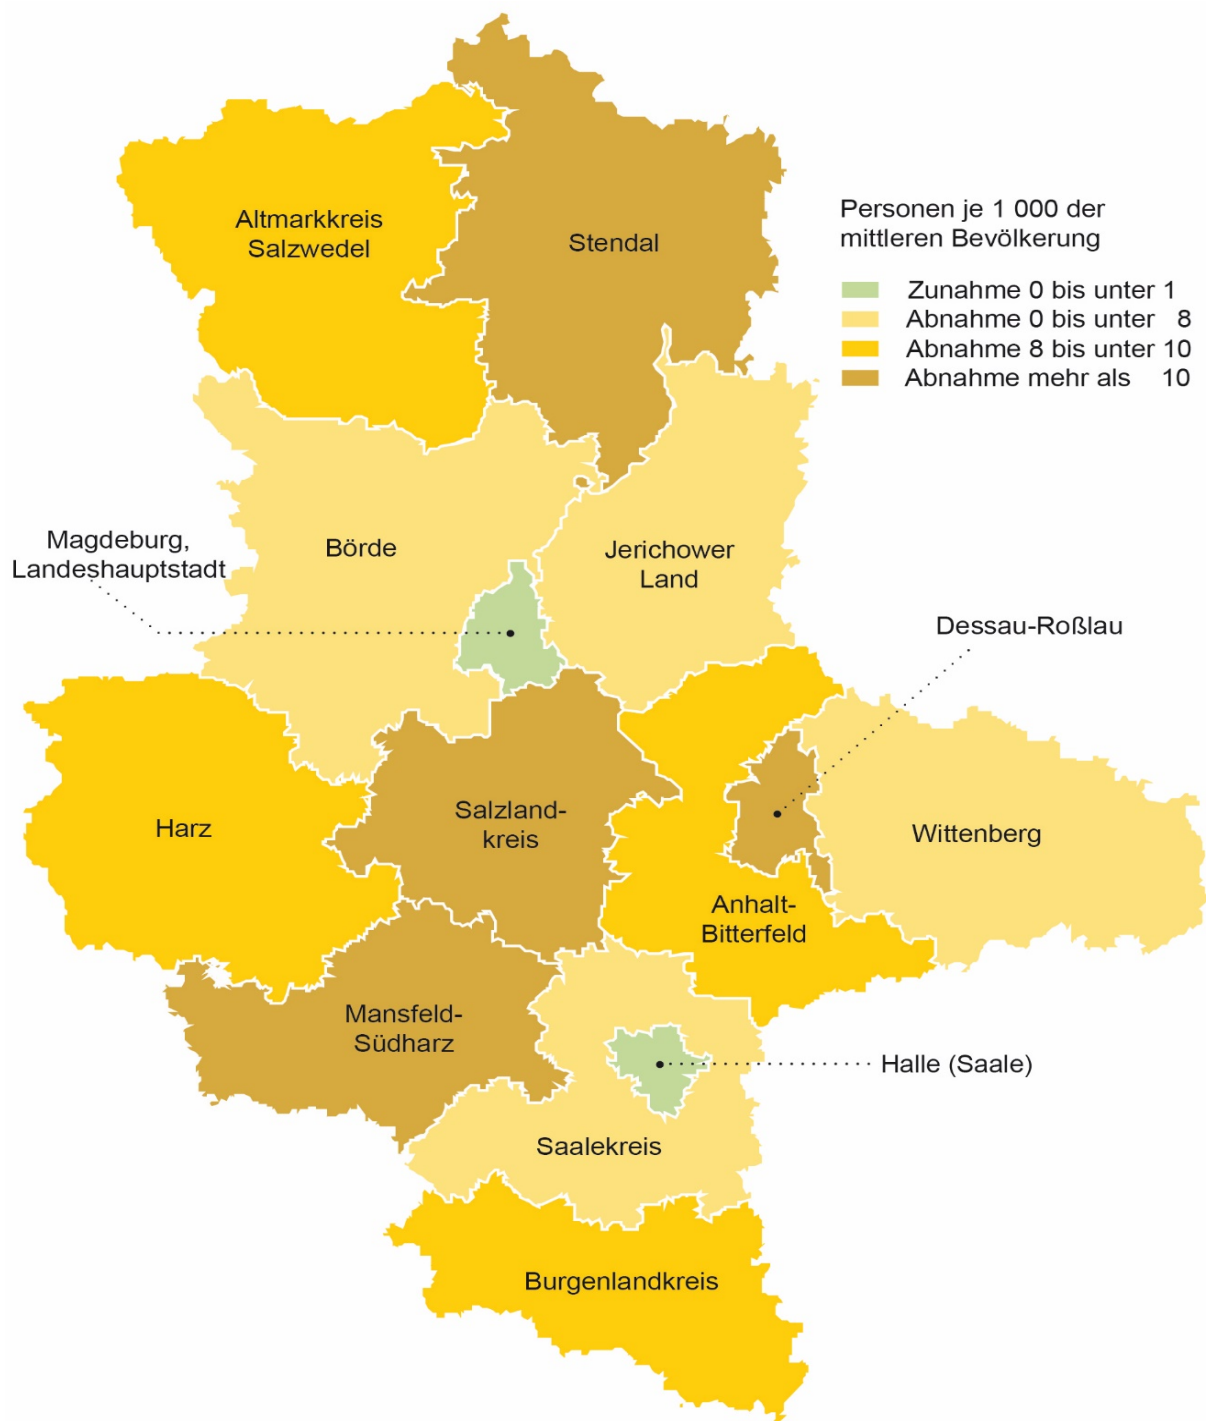 Altmarkkreis
Salzwedel
Stendal
Personen je 1 000 der
mittleren Bevölkerung
Zunahme 0 bis unter 1
Abnahme 0 bis unter 8
Abnahme 8 bis unter 10
Abnahme mehr als 10
Magdeburg,
Landeshauptstadt
Börde
Jerichower
Land
Dessau-Roßlau
Harz
Salzland-
kreis
Wittenberg
Anhalt-
Bitterfeld
Mansfeld-
Südharz
Halle (Saale)
Saalekreis
Burgenlandkreis